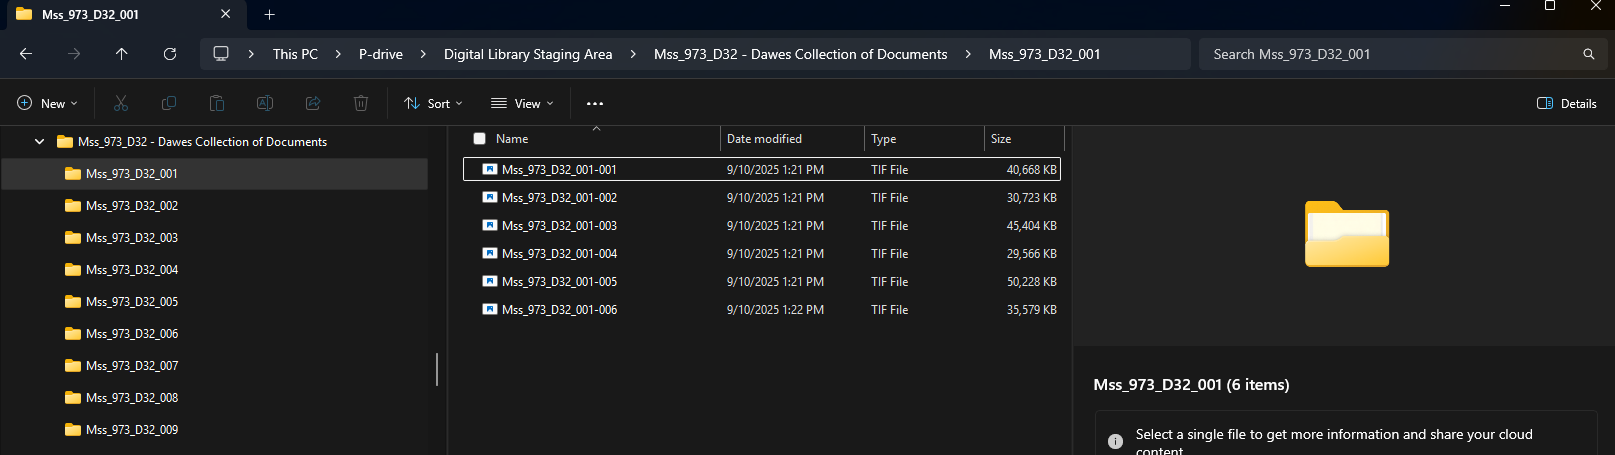 Mss_973_D32_001
This PC > P-drive > Digital Library Staging Area > Mss_973_D32 - Dawes Collection of Documents > Mss_973_D32_001
Search Mss_973_D32_001
New Sort View ••• Details
Mss_973_D32 - Dawes Collection of Documents
Mss_973_D32_001
Mss_973_D32_002
Mss_973_D32_003
Mss_973_D32_004
Mss_973_D32_005
Mss_973_D32_006
Mss_973_D32_007
Mss_973_D32_008
Mss_973_D32_009
Name Date modified Type Size
Mss_973_D32_001-001 9/10/2025 1:21 PM TIF File 40,668 KB
Mss_973_D32_001-002 9/10/2025 1:21 PM TIF File 30,723 KB
Mss_973_D32_001-003 9/10/2025 1:21 PM TIF File 45,404 KB
Mss_973_D32_001-004 9/10/2025 1:21 PM TIF File 29,566 KB
Mss_973_D32_001-005 9/10/2025 1:21 PM TIF File 50,228 KB
Mss_973_D32_001-006 9/10/2025 1:22 PM TIF File 35,579 KB
Mss_973_D32_001 (6 items)
Select a single file to get more information and share your cloud
content.